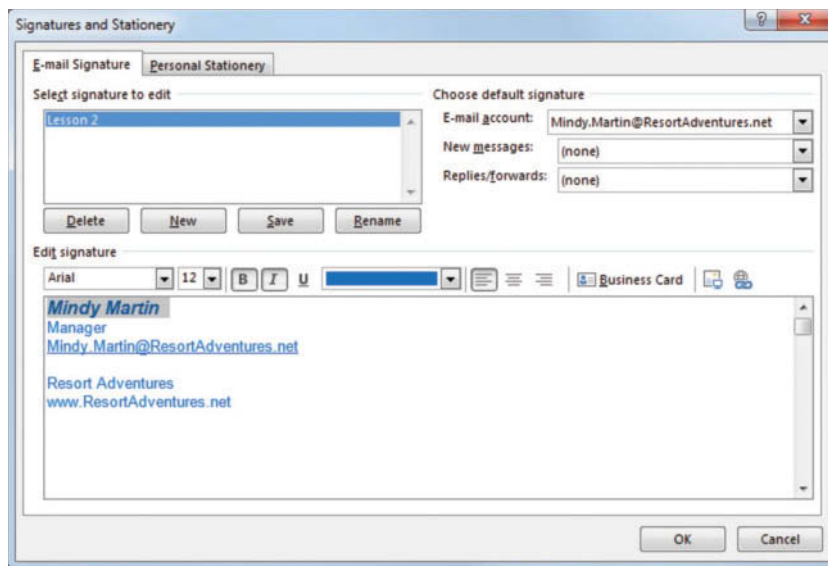 Signatures and Stationery
E-mail Signature Personal Stationery
Select signature to edit
Lesson 2
Delete New Save Rename
Choose default signature
E-mail account: Mindy.Martin@ResortAdventures.net
New messages: (none)
Replies/forwards: (none)
Edit signature
Arial 12 B I U Business Card
Mindy Martin
Manager
Mindy.Martin@ResortAdventures.net
Resort Adventures
www.ResortAdventures.net
OK Cancel